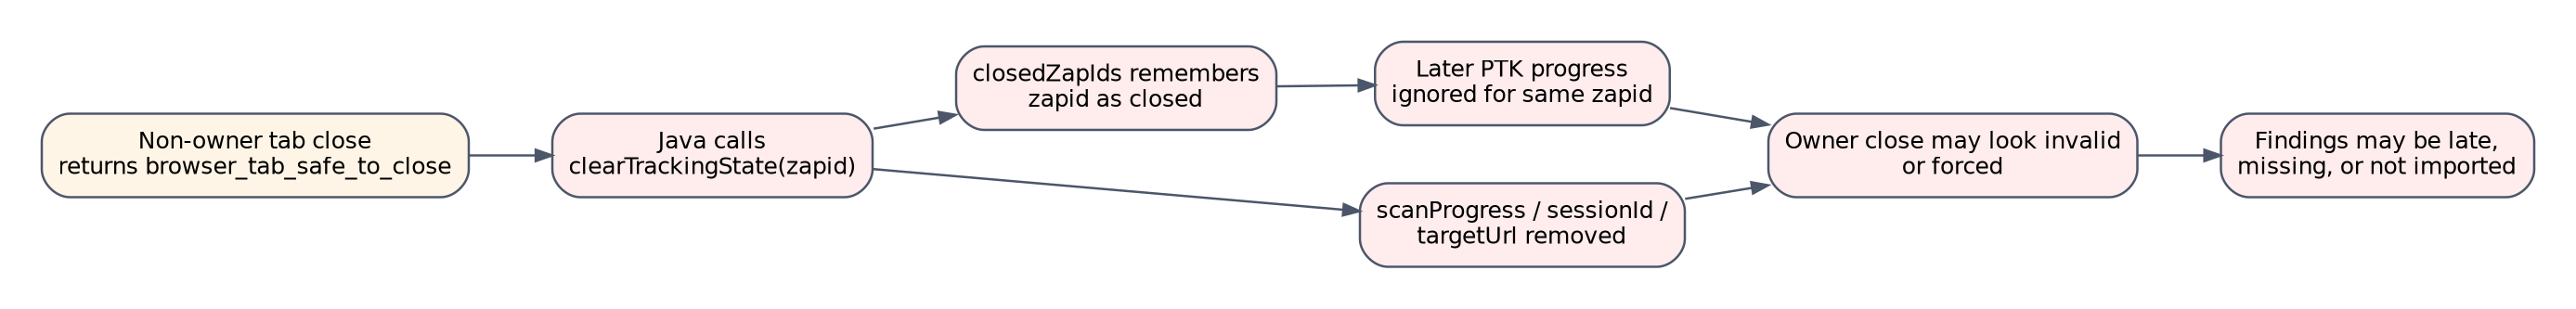 Non-owner tab close
returns browser_tab_safe_to_close
Java calls
clearTrackingState(zapid)
closedZapIds remembers
zapid as closed
Later PTK progress
ignored for same zapid
scanProgress / sessionId /
targetUrl removed
Owner close may look invalid
or forced
Findings may be late,
missing, or not imported